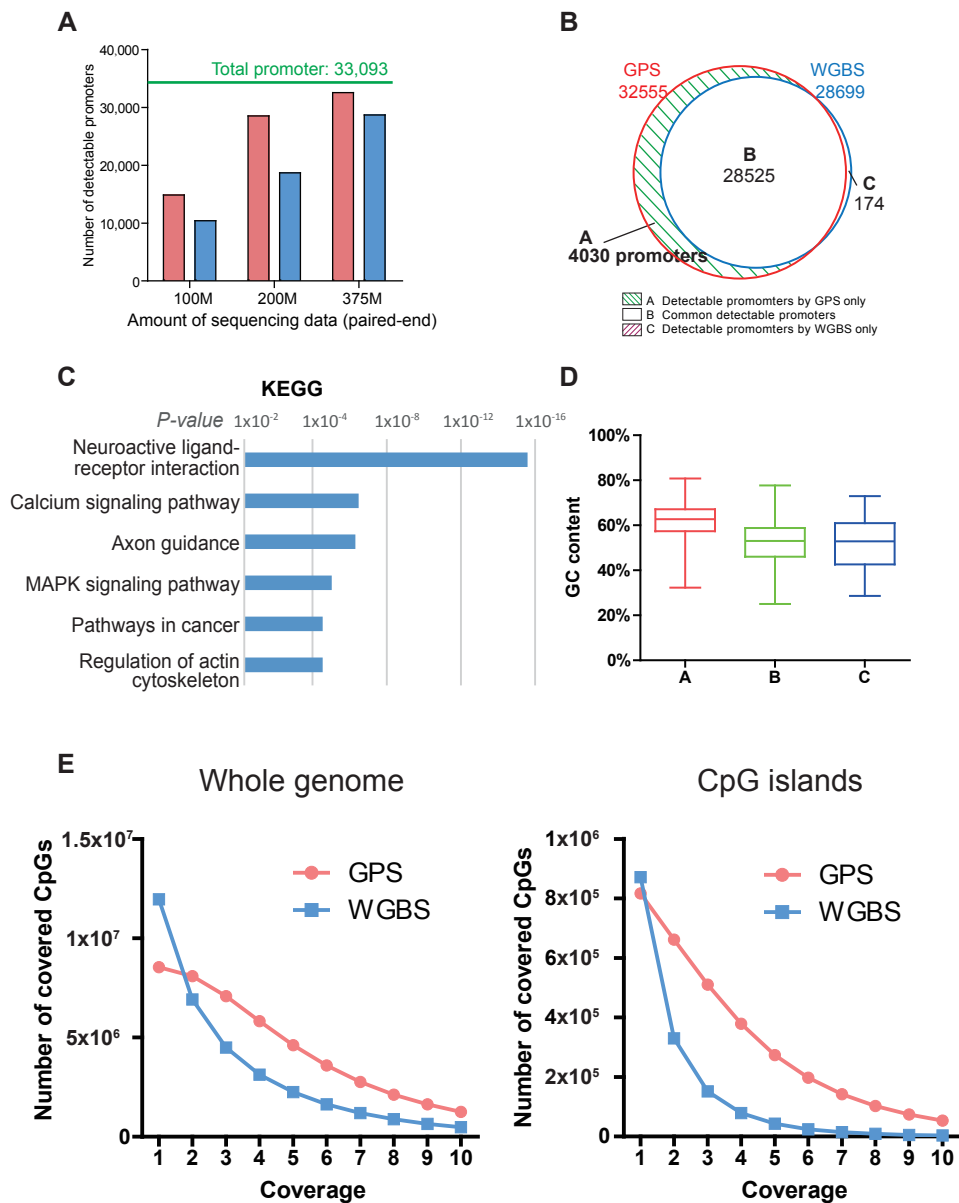 A
40,000
30,000
20,000
10,000
0
Number of detectable promoters
Total promoter: 33,093
100M 200M 375M
Amount of sequencing data (paired-end)
B
GPS
32555
WGBS
28699
B
28525
C
174
A
4030 promoters
A Detectable promomters by GPS only
B Common detectable promoters
C Detectable promomters by WGBS only
C
KEGG
P-value 1x10⁻² 1x10⁻⁴ 1x10⁻⁸ 1x10⁻¹² 1x10⁻¹⁶
Neuroactive ligand-
receptor interaction
Calcium signaling pathway
Axon guidance
MAPK signaling pathway
Pathways in cancer
Regulation of actin
cytoskeleton
D
100%
80%
60%
40%
20%
0%
GC content
A B C
E
Whole genome
1.5x10⁷
1x10⁷
5x10⁶
0
Number of covered CpGs
GPS
WGBS
1 2 3 4 5 6 7 8 9 10
Coverage
CpG islands
1x10⁶
8x10⁵
6x10⁵
4x10⁵
2x10⁵
0
Number of covered CpGs
GPS
WGBS
1 2 3 4 5 6 7 8 9 10
Coverage